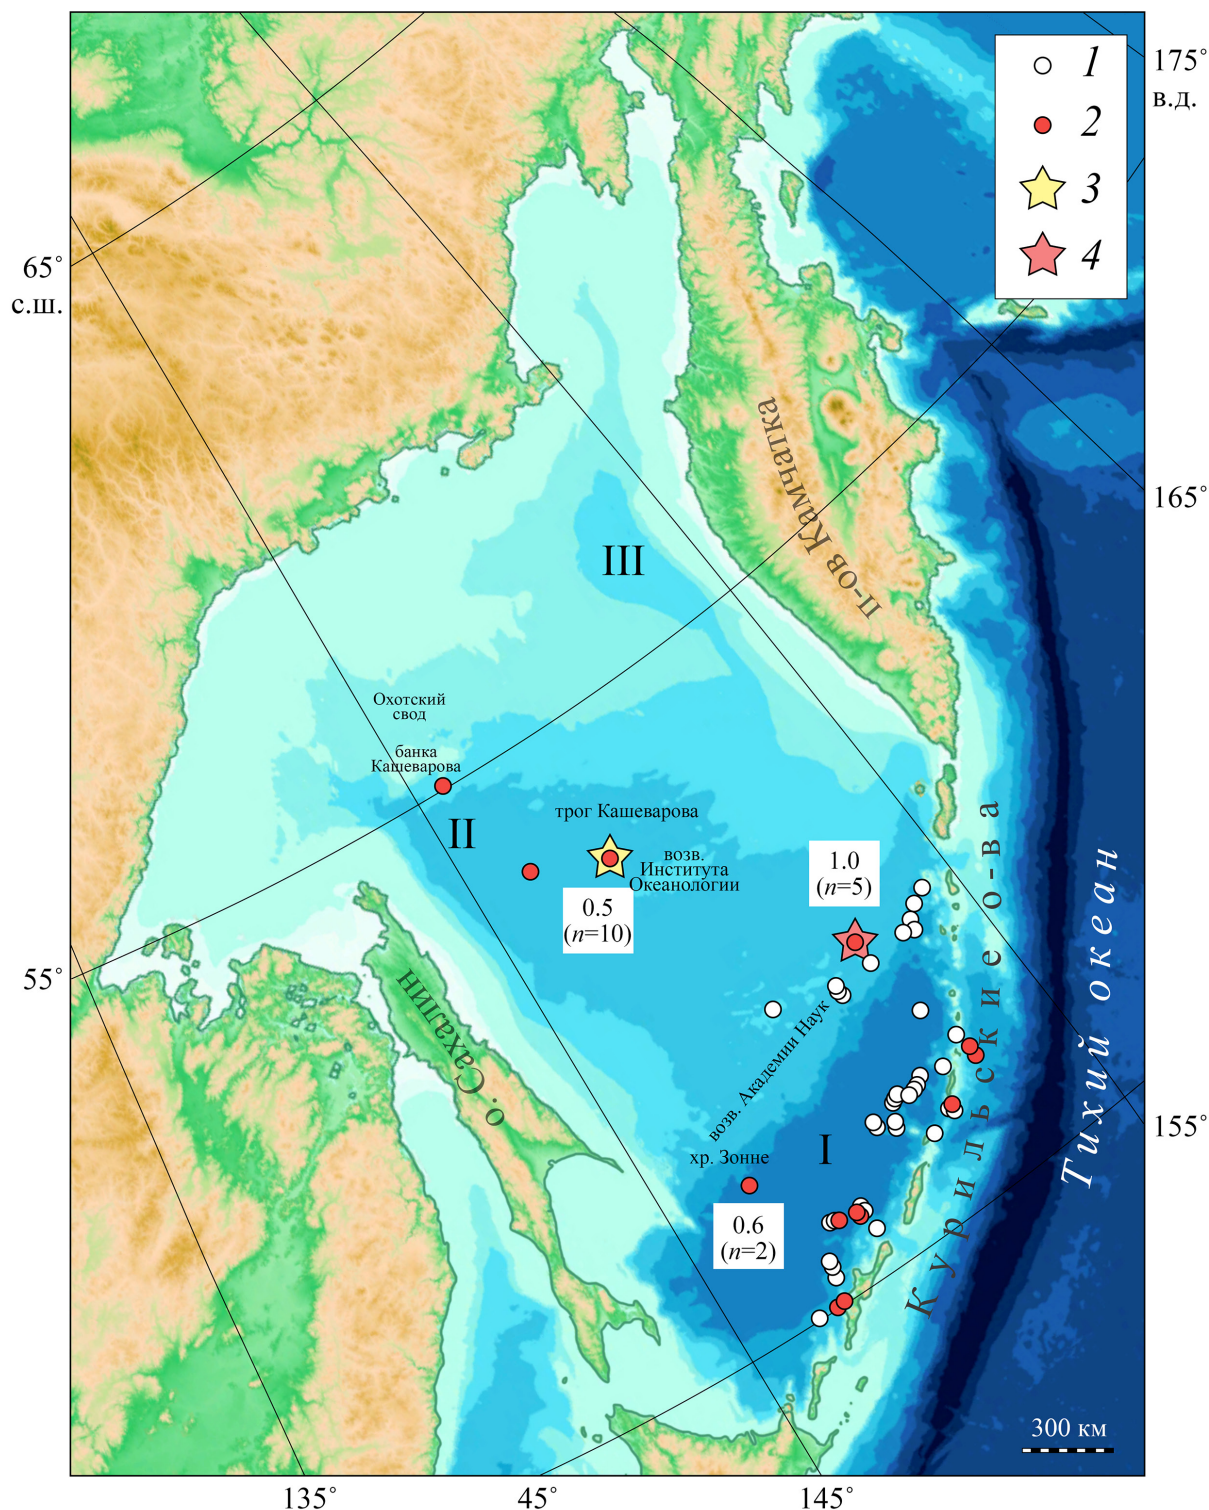 175°
в.д.
1
2
3
4
65°
с.ш.
п-ов Камчатка
165°
III
Охотский
свод
банка
Кашеварова
трог Кашеварова
II
возв.
Института
Океанологии
1.0
(n=5)
0.5
(n=10)
55°
о. Сахалин
возв. Академии Наук
Курильские о-ва
Тихий океан
155°
I
хр. Зонне
0.6
(n=2)
300 км
135°
45°
145°